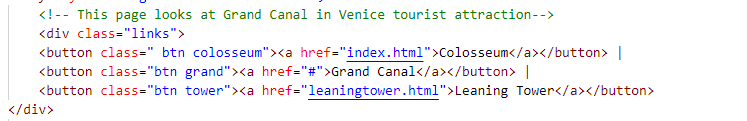 <!-- This page looks at Grand Canal in Venice tourist attraction-->
<div class="links">
<button class=" btn colosseum"><a href="index.html">Colosseum</a></button> |
<button class="btn grand"><a href="#">Grand Canal</a></button> |
<button class="btn tower"><a href="leaningtower.html">Leaning Tower</a></button>
</div>